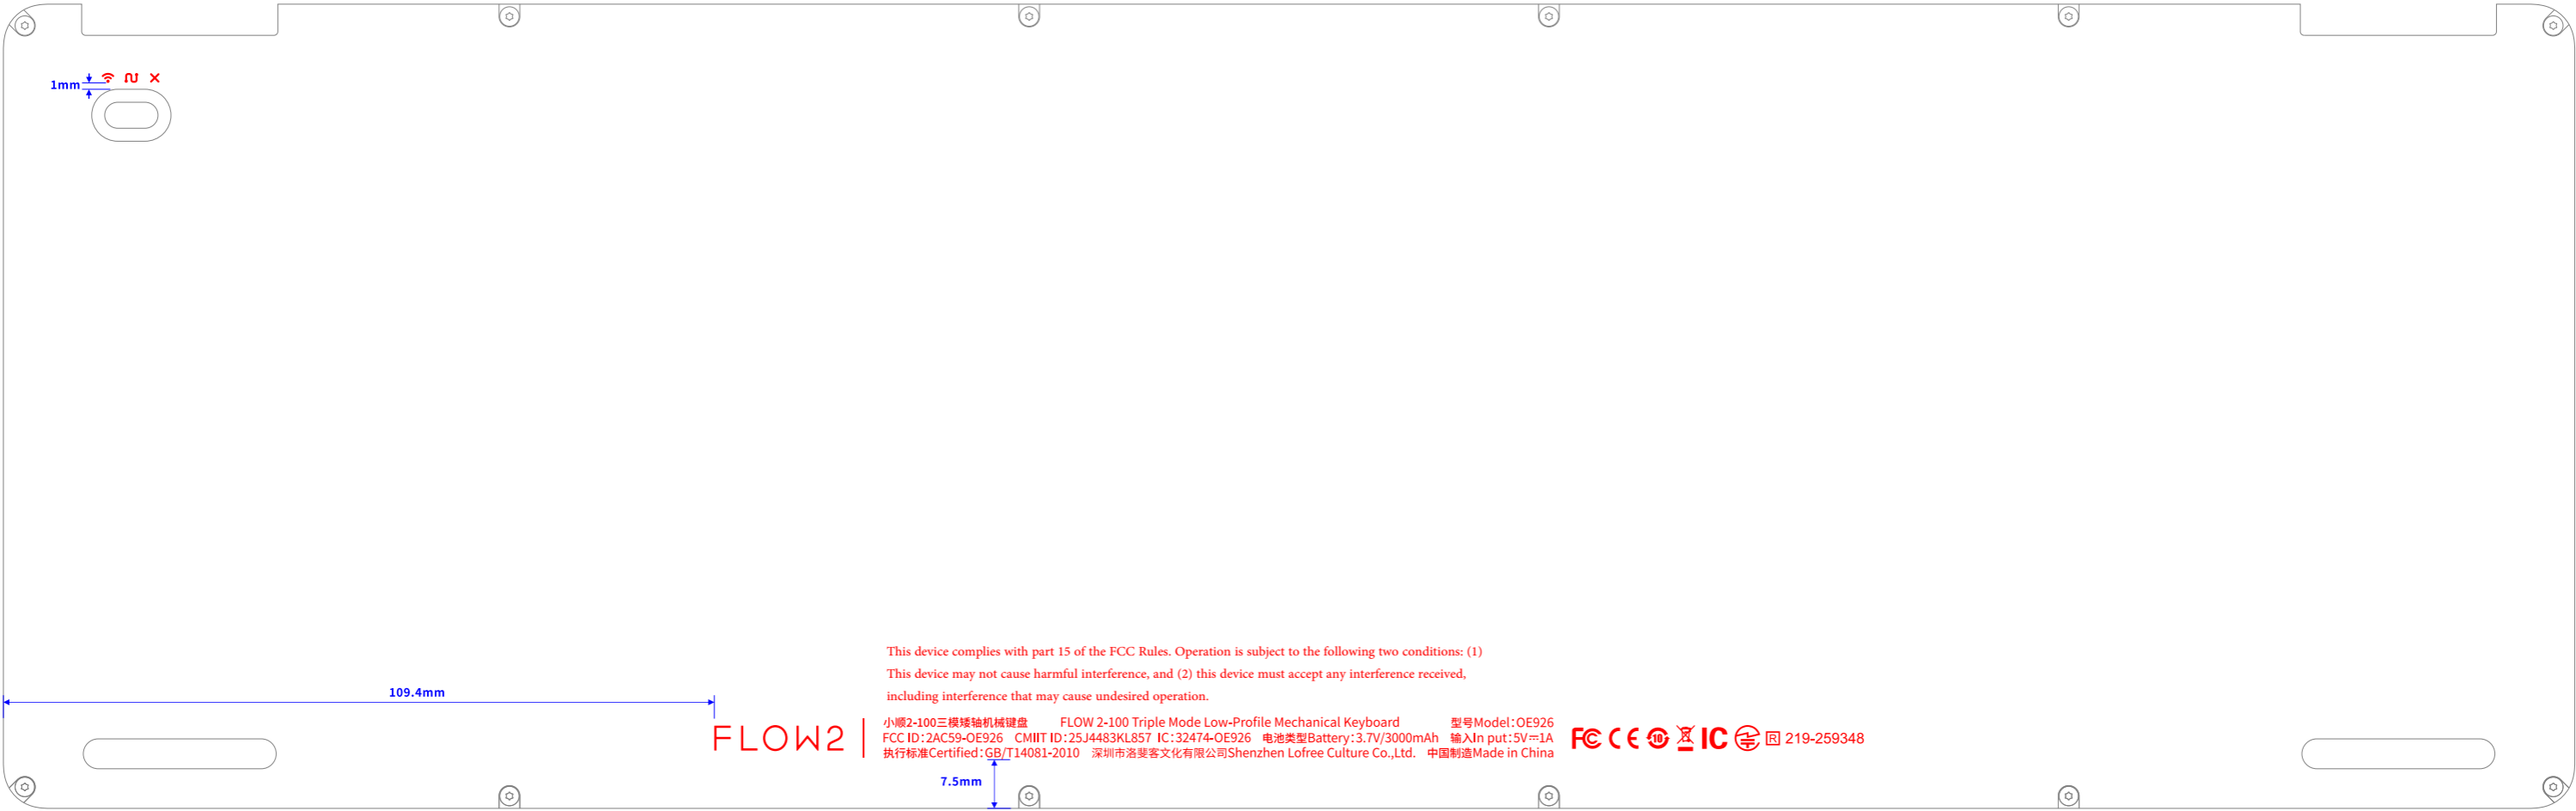 1mm
This device complies with part 15 of the FCC Rules. Operation is subject to the following two conditions: (1)
This device may not cause harmful interference, and (2) this device must accept any interference received,
including interference that may cause undesired operation.
109.4mm
FLOW2
小顺2-100三模矮轴机械键盘 FLOW 2-100 Triple Mode Low-Profile Mechanical Keyboard 型号Model:OE926
FCC ID:2AC59-OE926 CMIIT ID:25J4483KL857 IC:32474-OE926 电池类型Battery:3.7V/3000mAh 输入In put:5V⎓1A
执行标准Certified:GB/T14081-2010 深圳市洛斐客文化有限公司Shenzhen Lofree Culture Co.,Ltd. 中国制造Made in China
FC CE 10 IC R 219-259348
7.5mm